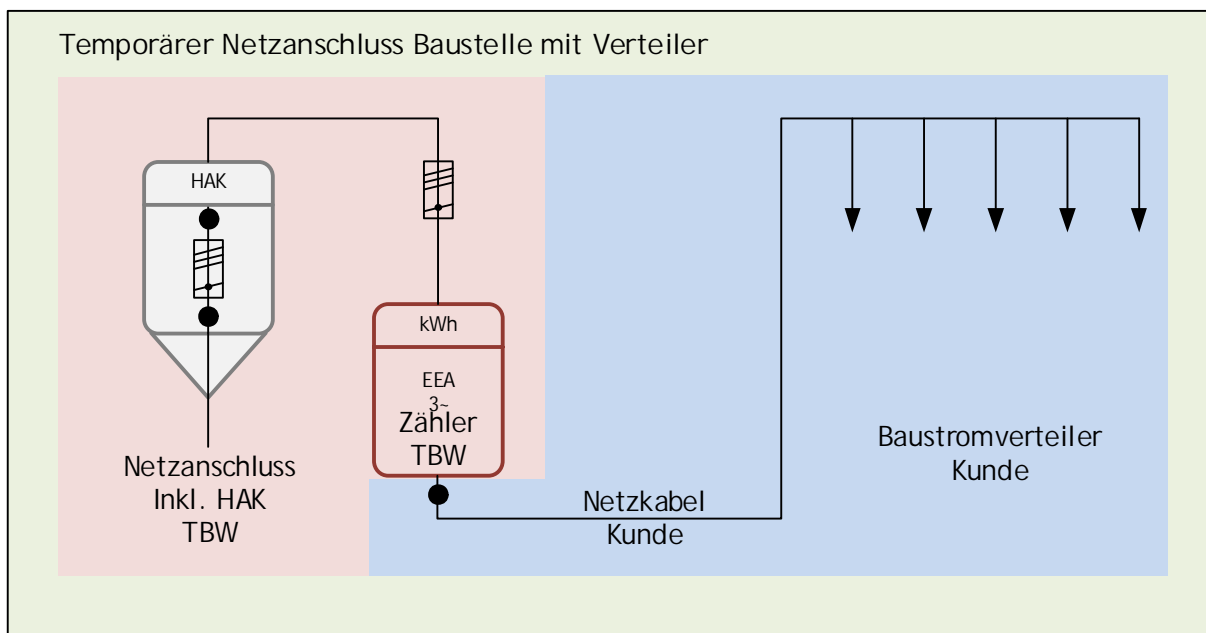 Temporärer Netzanschluss Baustelle mit Verteiler
HAK
kWh
EEA
3~
Zähler
TBW
Netzanschluss
Inkl. HAK
TBW
Netzkabel
Kunde
Baustromverteiler
Kunde